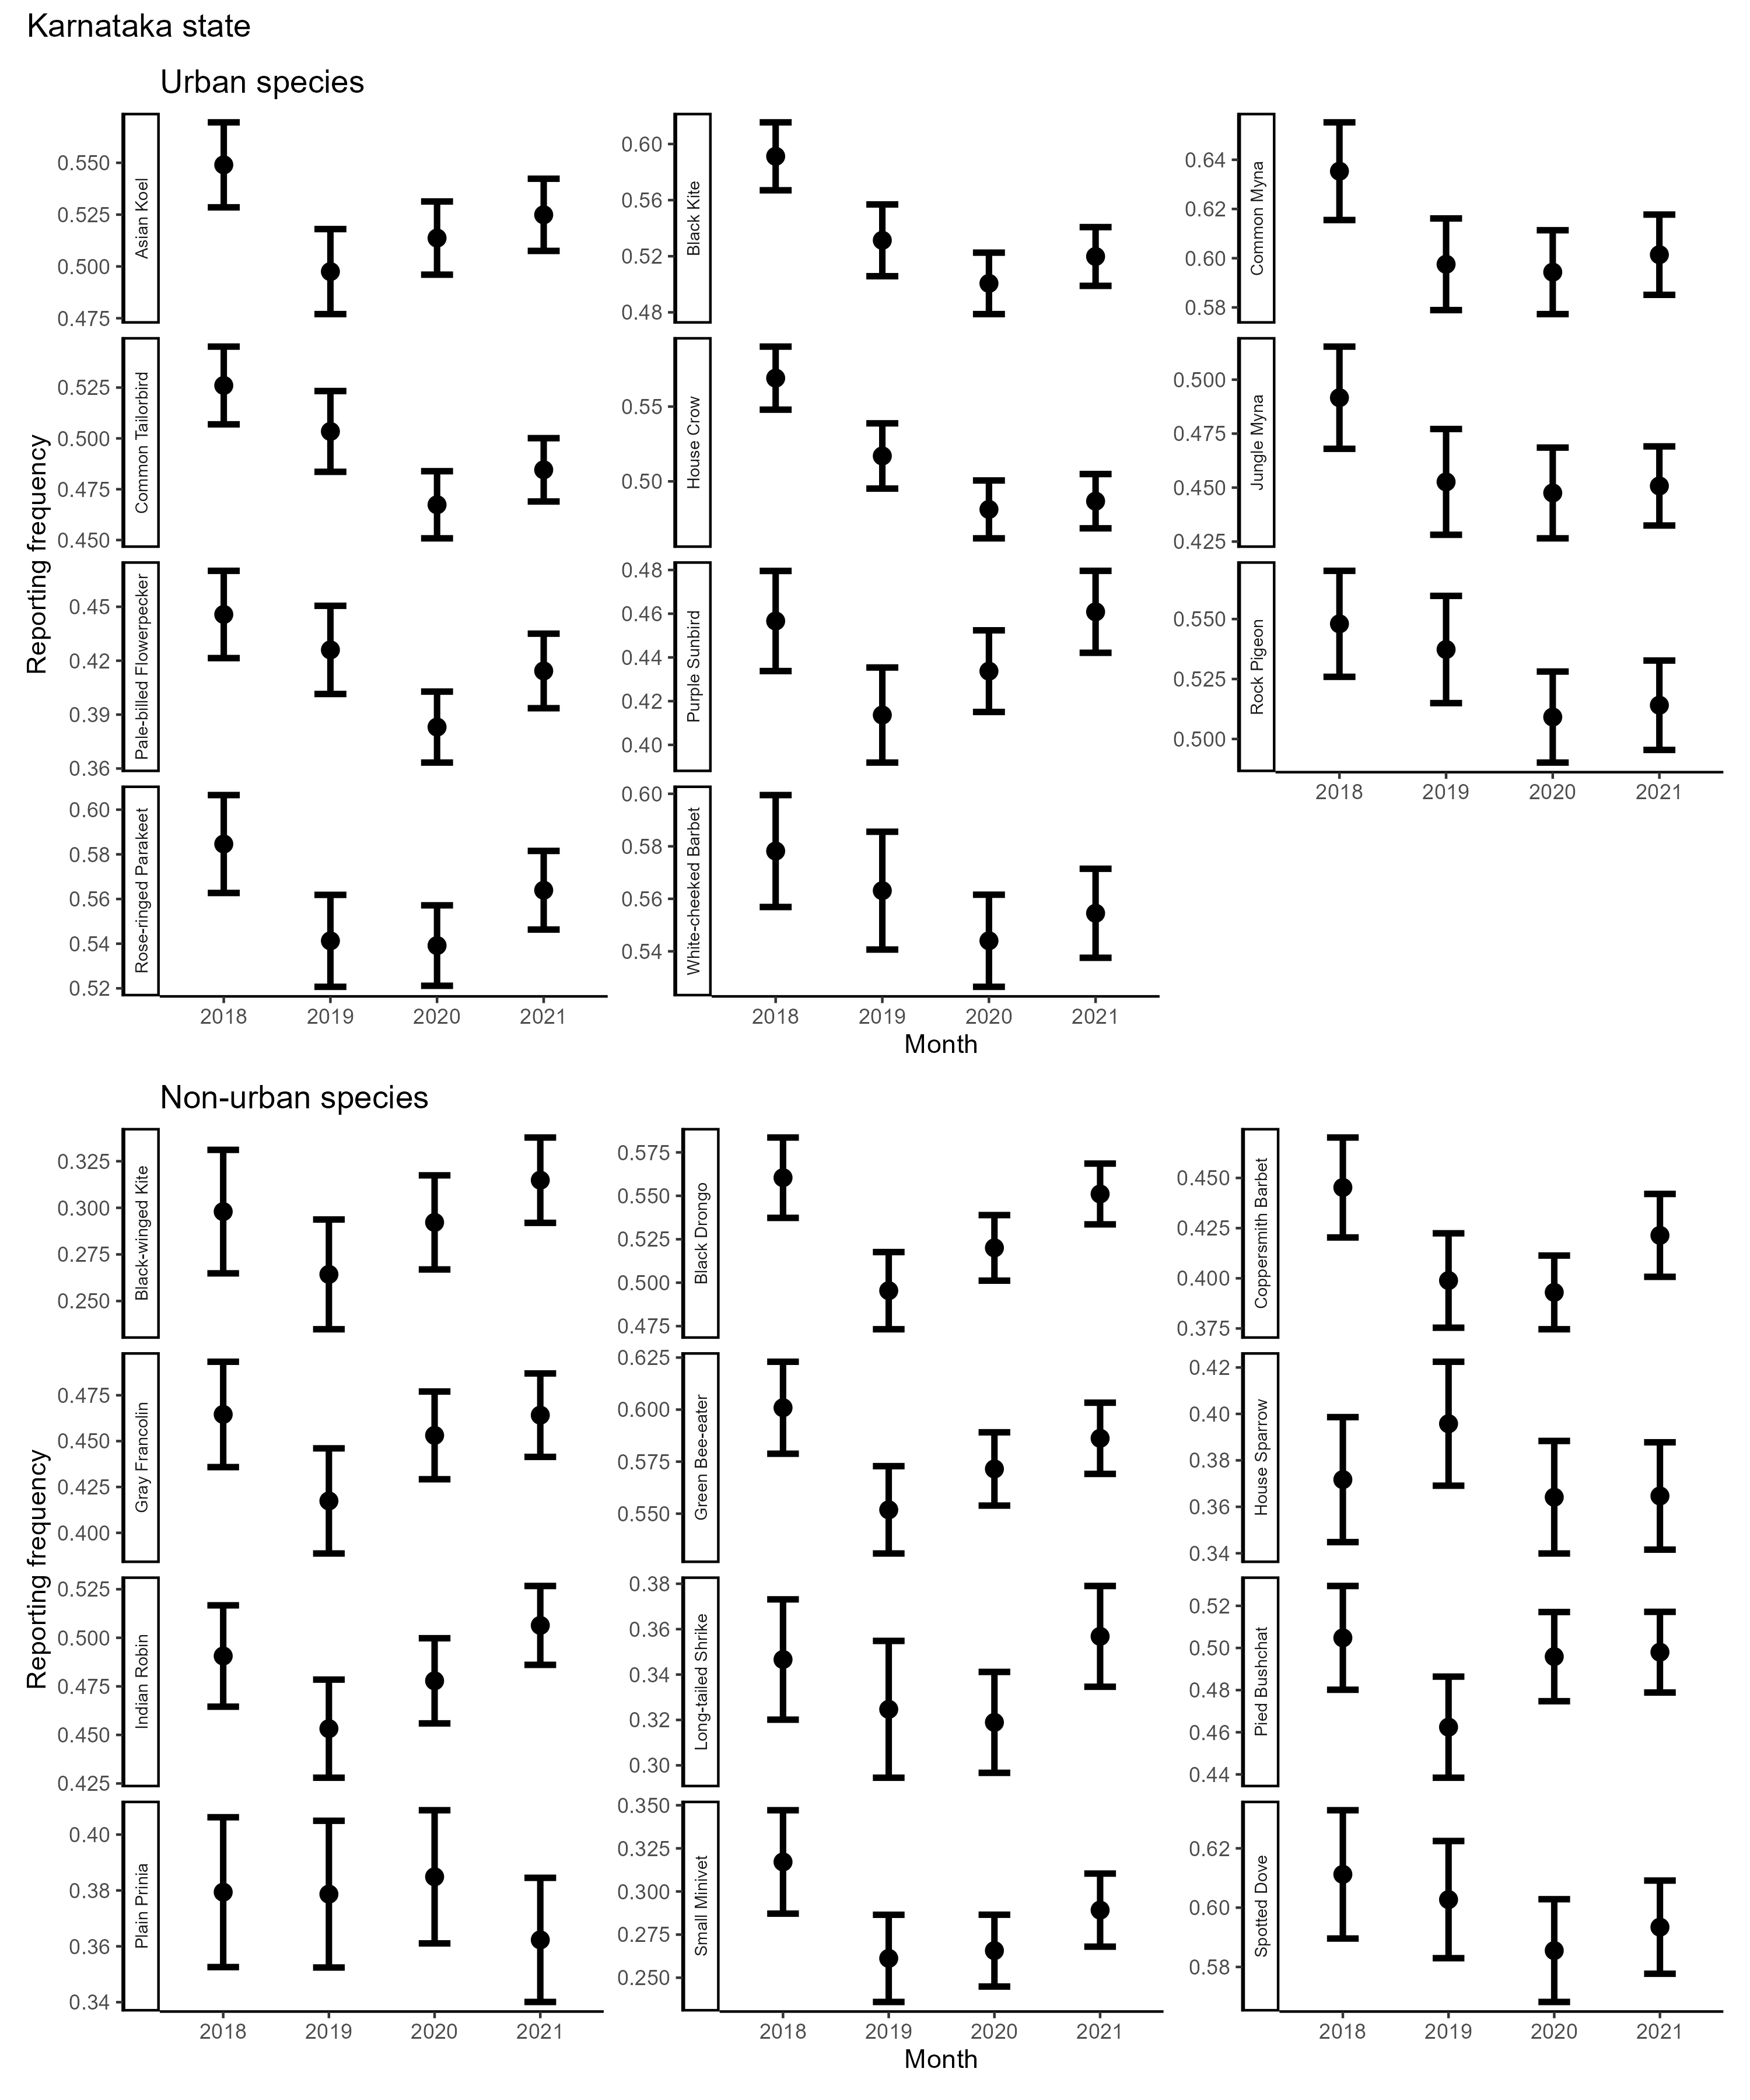 Karnataka state
Urban species
Reporting frequency
Asian Koel
0.550
0.525
0.500
0.475
Black Kite
0.60
0.56
0.52
0.48
Common Myna
0.64
0.62
0.60
0.58
Common Tailorbird
0.525
0.500
0.475
0.450
House Crow
0.55
0.50
Jungle Myna
0.500
0.475
0.450
0.425
Pale-billed Flowerpecker
0.45
0.42
0.39
0.36
Purple Sunbird
0.48
0.46
0.44
0.42
0.40
Rock Pigeon
0.550
0.525
0.500
2018 2019 2020 2021
Rose-ringed Parakeet
0.60
0.58
0.56
0.54
0.52
White-cheeked Barbet
0.60
0.58
0.56
0.54
2018 2019 2020 2021
2018 2019 2020 2021
Month
Non-urban species
Reporting frequency
Black-winged Kite
0.325
0.300
0.275
0.250
Black Drongo
0.575
0.550
0.525
0.500
0.475
Coppersmith Barbet
0.450
0.425
0.400
0.375
Gray Francolin
0.475
0.450
0.425
0.400
Green Bee-eater
0.625
0.600
0.575
0.550
House Sparrow
0.42
0.40
0.38
0.36
0.34
Indian Robin
0.525
0.500
0.475
0.450
0.425
Long-tailed Shrike
0.38
0.36
0.34
0.32
0.30
Pied Bushchat
0.52
0.50
0.48
0.46
0.44
Plain Prinia
0.40
0.38
0.36
0.34
Small Minivet
0.350
0.325
0.300
0.275
0.250
Spotted Dove
0.62
0.60
0.58
2018 2019 2020 2021
2018 2019 2020 2021
2018 2019 2020 2021
Month